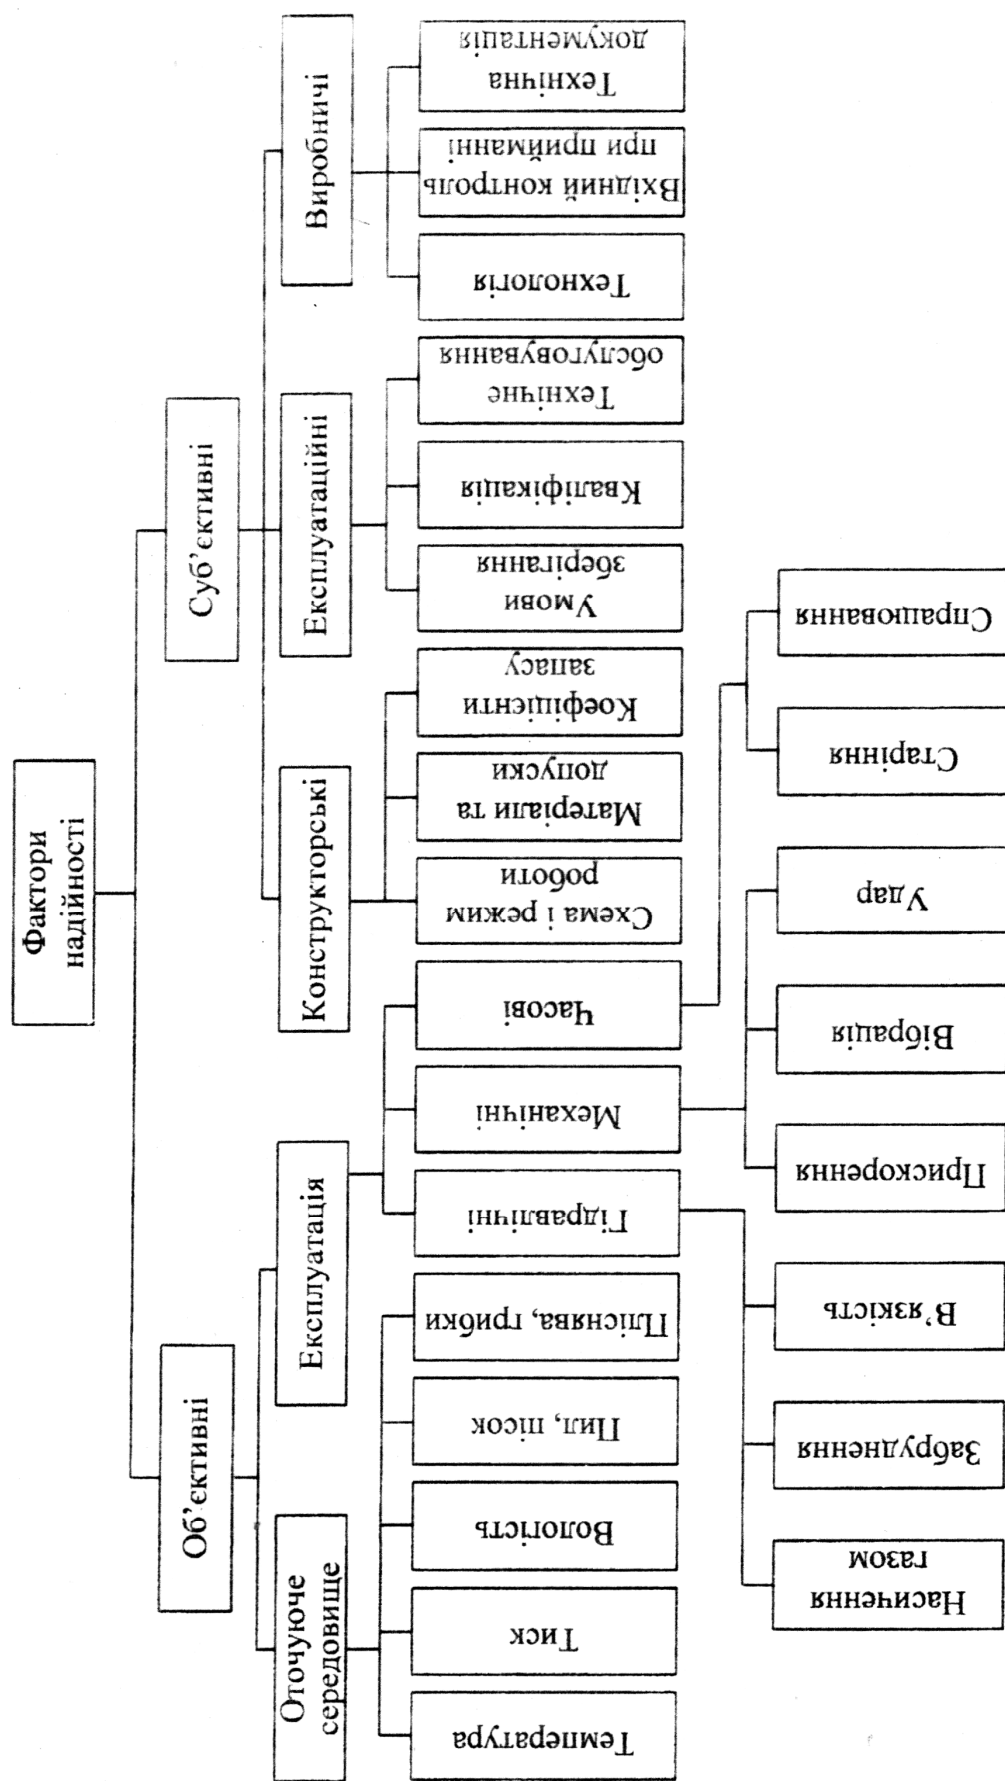 Фактори
надійності
Об’єктивні
Суб’єктивні
Оточуюче
середовище
Експлуатація
Конструкторські
Експлуатаційні
Виробничі
Температура
Тиск
Вологість
Пил, пісок
Пліснява, грибки
Гідравлічні
Механічні
Часові
Схема і режим
роботи
Матеріали та
допуски
Коефіцієнти
запасу
Умови
зберігання
Кваліфікація
Технічне
обслуговування
Технологія
Вхідний контроль
при прийманні
Технічна
документація
Насичення
газом
Забруднення
В’язкість
Прискорення
Вібрація
Удар
Старіння
Спрацювання